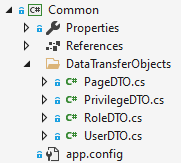 Common
Properties
References
DataTransferObjects
PageDTO.cs
PrivilegeDTO.cs
RoleDTO.cs
UserDTO.cs
app.config